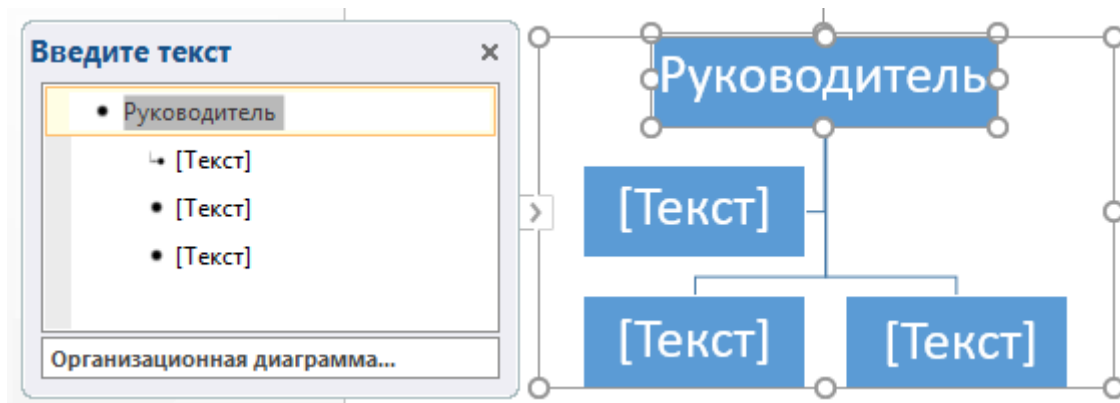 Введите текст
Руководитель
[Текст]
[Текст]
[Текст]
Организационная диаграмма...
Руководитель
[Текст]
[Текст]
[Текст]